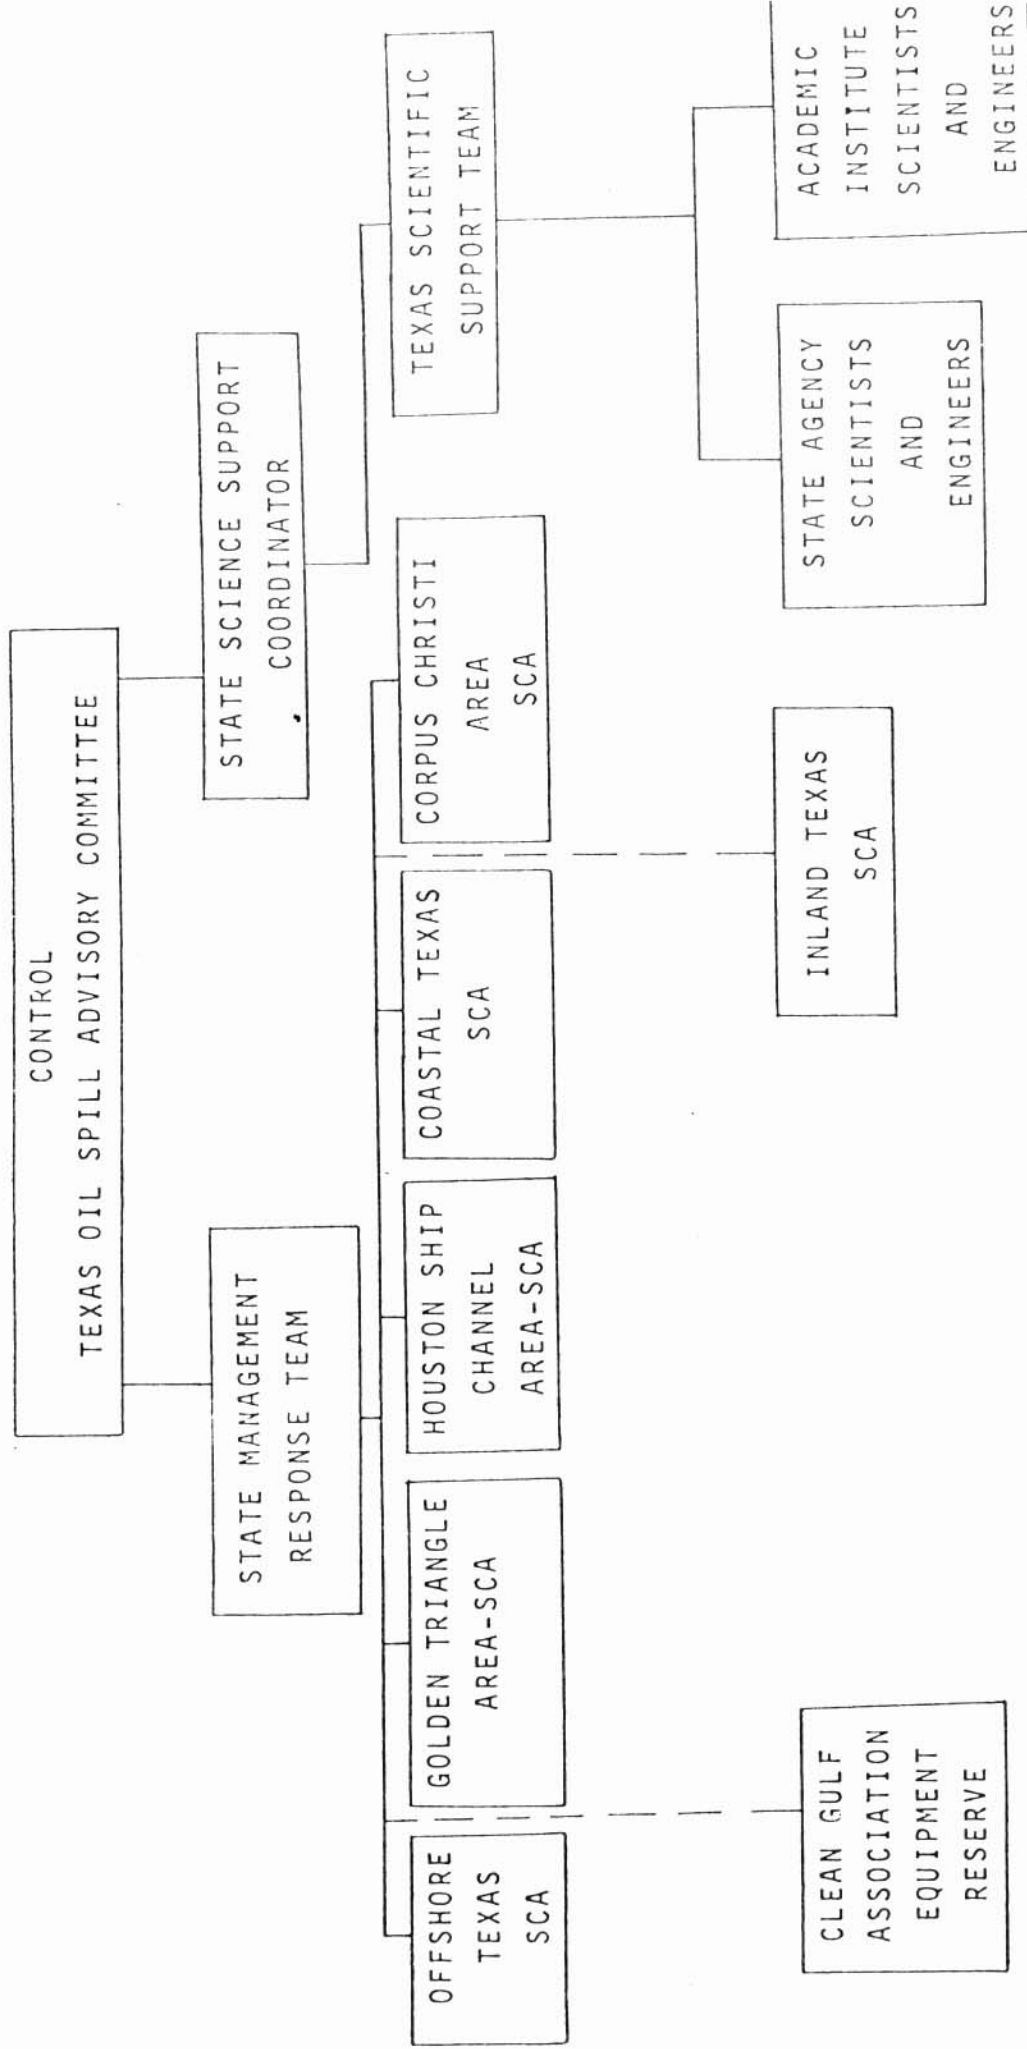 CONTROL
TEXAS OIL SPILL ADVISORY COMMITTEE
STATE MANAGEMENT
RESPONSE TEAM
STATE SCIENCE SUPPORT
COORDINATOR
OFFSHORE
TEXAS
SCA
GOLDEN TRIANGLE
AREA-SCA
HOUSTON SHIP
CHANNEL
AREA-SCA
COASTAL TEXAS
SCA
CORPUS CHRISTI
AREA
SCA
TEXAS SCIENTIFIC
SUPPORT TEAM
CLEAN GULF
ASSOCIATION
EQUIPMENT
RESERVE
INLAND TEXAS
SCA
STATE AGENCY
SCIENTISTS
AND
ENGINEERS
ACADEMIC
INSTITUTE
SCIENTISTS
AND
ENGINEERS